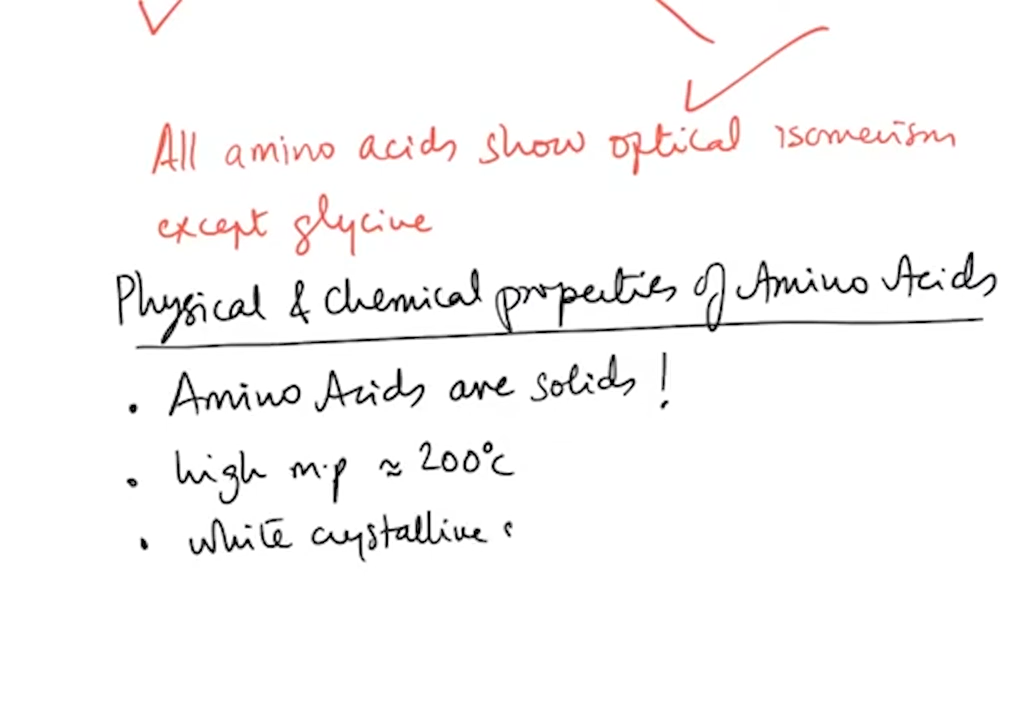 All amino acids show optical isomerism
except glycine
Physical & chemical properties of Amino Acids
• Amino Acids are solids !
• high m.p ≈ 200°C
• white crystalline